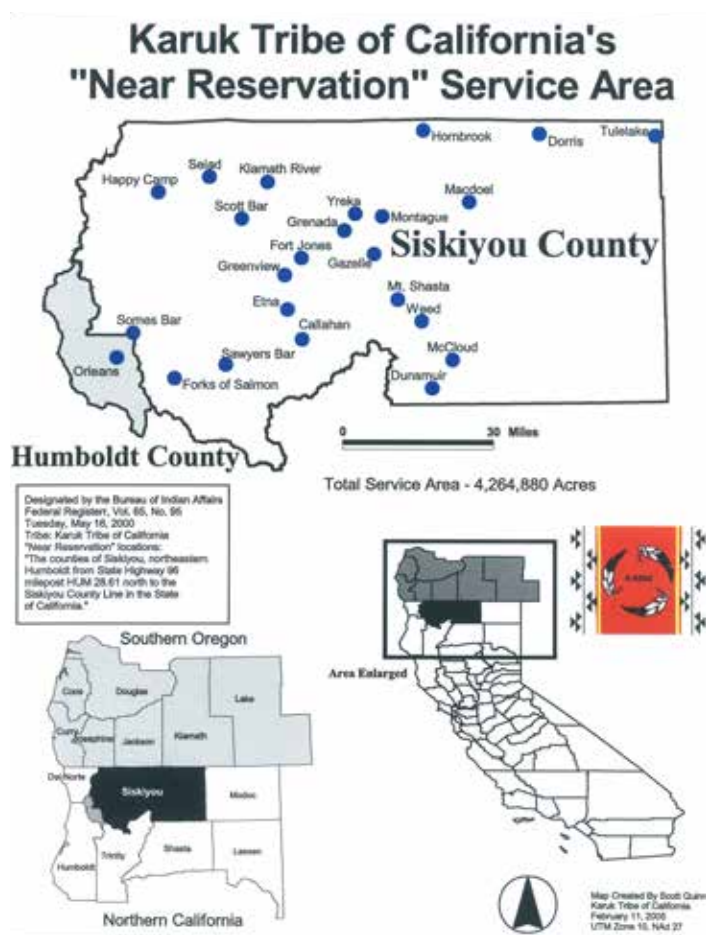 Karuk Tribe of California's
"Near Reservation" Service Area
Hornbrook
Dorris
Tulelake
Seiad
Klamath River
Happy Camp
Macdoel
Scott Bar
Yreka
Montague
Grenada
Siskiyou County
Fort Jones
Gazelle
Greenview
Mt. Shasta
Etna
Weed
Somes Bar
Callahan
McCloud
Sawyers Bar
Orleans
Dunamuir
Forks of Salmon
0
30 Miles
Humboldt County
Total Service Area - 4,264,880 Acres
Designated by the Bureau of Indian Affairs
Federal Registerr, Vol. 65, No. 95
Tuesday, May 16, 2000
Tribe: Karuk Tribe of California
"Near Reservation" locations:
"The counties of Siskiyou, northeastern
Humboldt from State Highway 96
milepost HUM 28.61 north to the
Siskiyou County Line in the State
of California."
Area Enlarged
Southern Oregon
Coos
Douglas
Lake
Curry
Josephine
Jackson
Klamath
Del Norte
Siskiyou
Modoc
Humboldt
Trinity
Shasta
Lassen
Northern California
Map Created By Scott Quinn
Karuk Tribe of California
February 11, 2005
UTM Zone 10, NAd 27